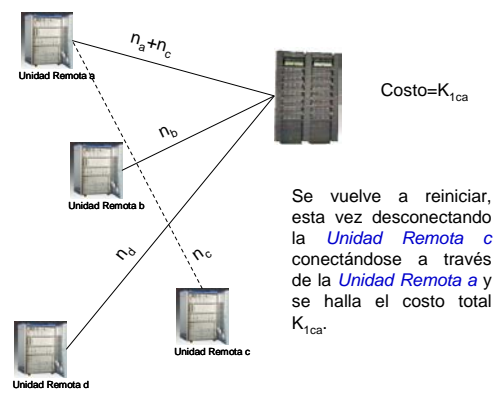 n_a+n_c
Unidad Remota a
Costo=K_1ca
n_b
Unidad Remota b
Se vuelve a reiniciar,
esta vez desconectando
la Unidad Remota c
conectándose a través
de la Unidad Remota a y
se halla el costo total
K_1ca.
n_d
n_c
Unidad Remota c
Unidad Remota d